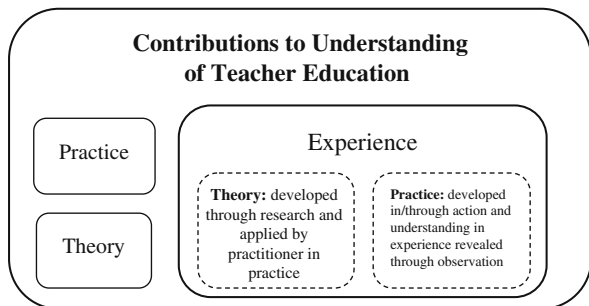 Contributions to Understanding
of Teacher Education
Practice
Theory
Experience
Theory: developed
through research and
applied by
practitioner in
practice
Practice: developed
in/through action and
understanding in
experience revealed
through observation